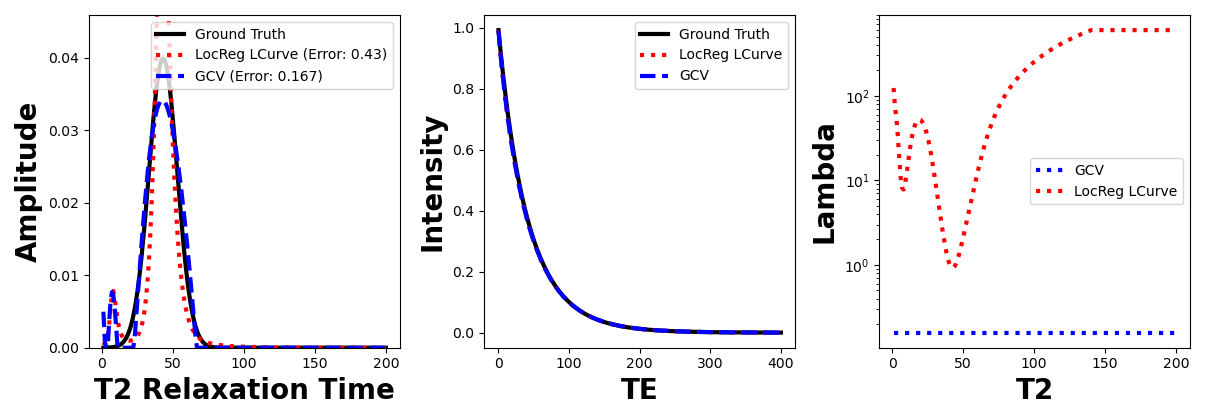 Amplitude
0.04
0.03
0.02
0.01
0.00
Ground Truth
LocReg LCurve (Error: 0.43)
GCV (Error: 0.167)
0 50 100 150 200
T2 Relaxation Time
Intensity
1.0
0.8
0.6
0.4
0.2
0.0
Ground Truth
LocReg LCurve
GCV
0 100 200 300 400
TE
Lambda
10²
10¹
10⁰
GCV
LocReg LCurve
0 50 100 150 200
T2